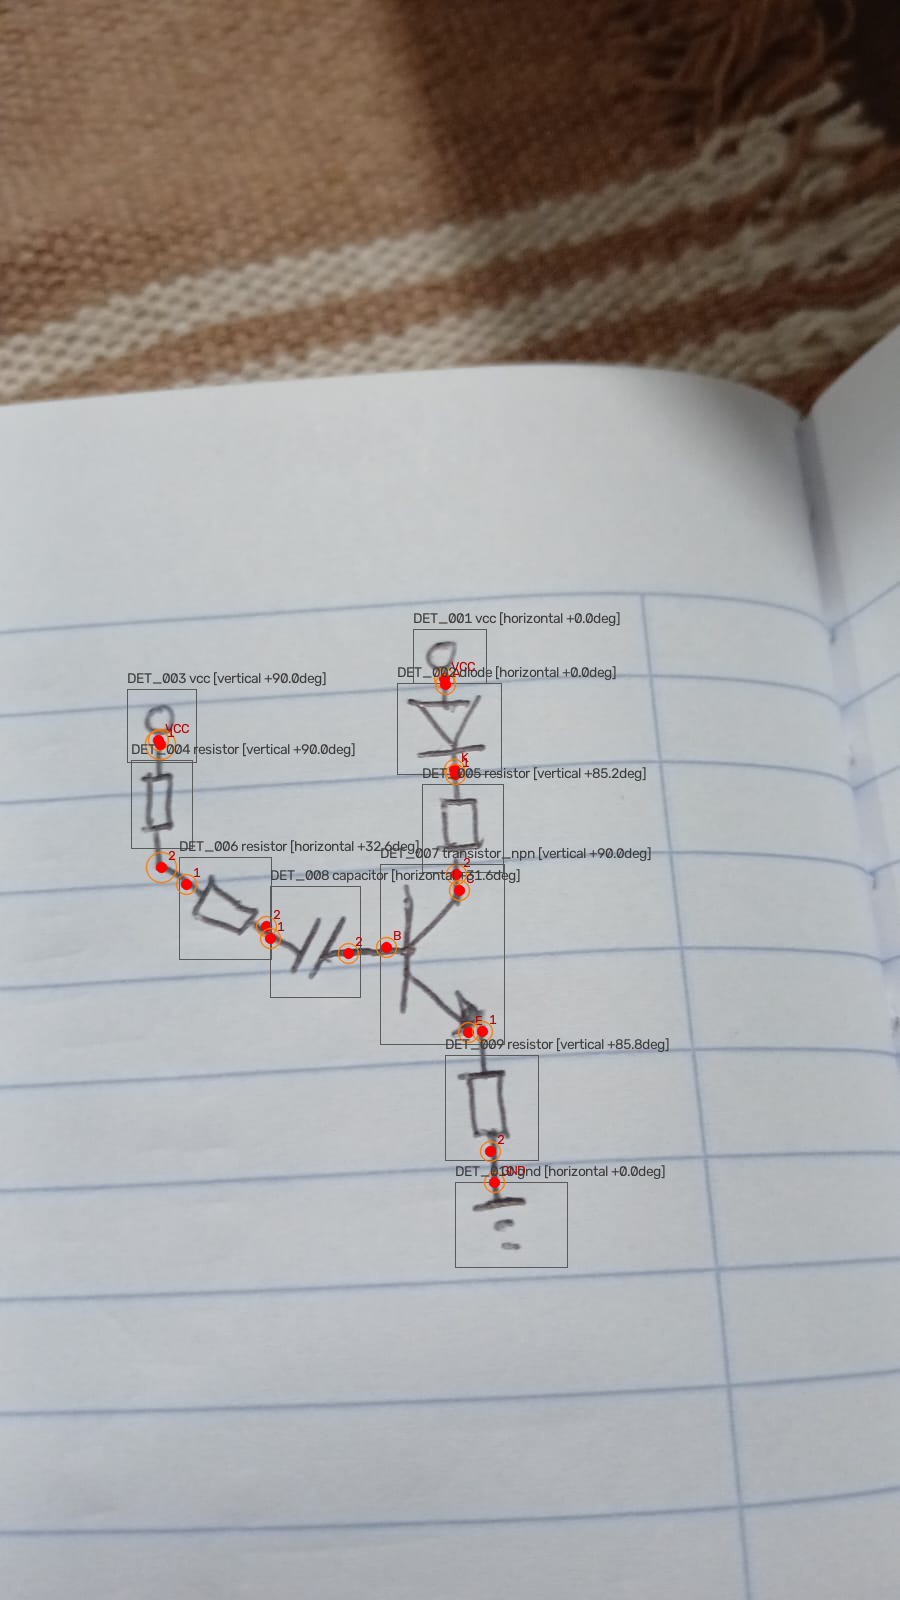 DET_001 vcc [horizontal +0.0deg]
VCC
DET_002 diode [horizontal +0.0deg]
DET_003 vcc [vertical +90.0deg]
VCC
1
DET_004 resistor [vertical +90.0deg]
K
1
DET_005 resistor [vertical +85.2deg]
DET_006 resistor [horizontal +32.6deg]
DET_007 transistor_npn [vertical +90.0deg]
2
1
2
C
DET_008 capacitor [horizontal +31.6deg]
2
1
2
B
E
1
DET_009 resistor [vertical +85.8deg]
2
DET_010 gnd [horizontal +0.0deg]
GND